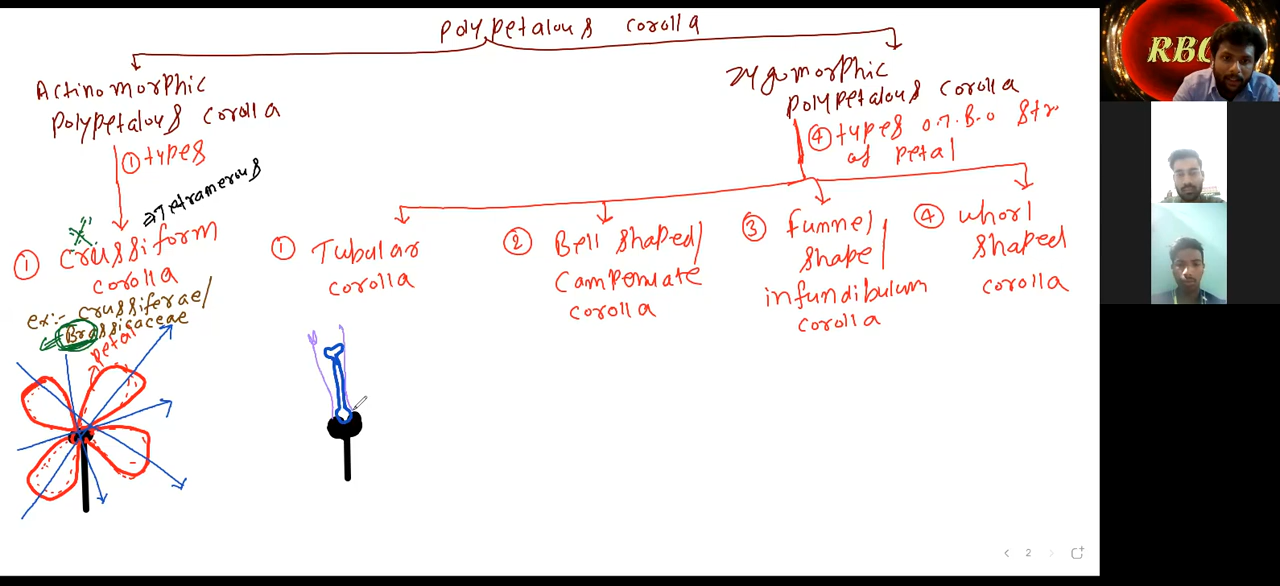 Polypetalous corolla
Actinomorphic
polypetalous corolla
① types
⇒ Tetramerous
① Crussiform
corolla
ex:- Crussiferae/
Brassicaceae
petal
Zygomorphic
polypetalous corolla
④ types O.T.B.O Str
of petal
① Tubular
corolla
② Bell shaped/
Campenuate
corolla
③ funnel
shape/
infundibulum
corolla
④ whorl
shaped
corolla
RBC
2